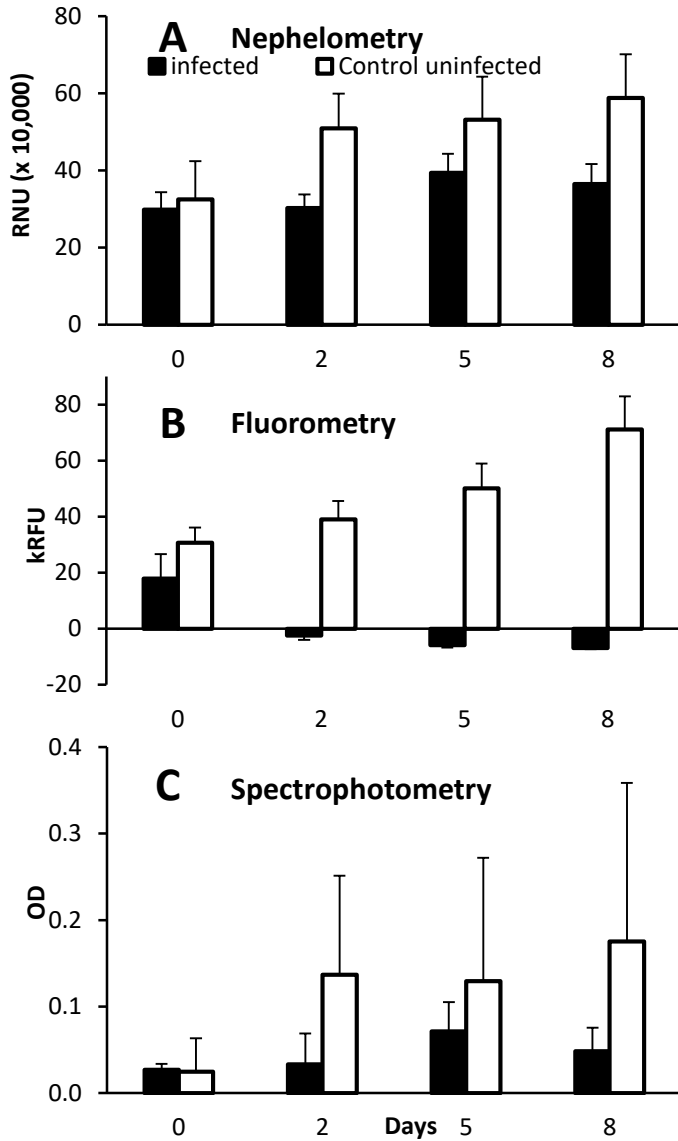 A Nephelometry
infected Control uninfected
80
60
40
20
0
RNU (x 10,000)
0 2 5 8
B Fluorometry
80
60
40
20
0
-20
kRFU
0 2 5 8
C Spectrophotometry
0.4
0.3
0.2
0.1
0.0
OD
0 2 Days 5 8